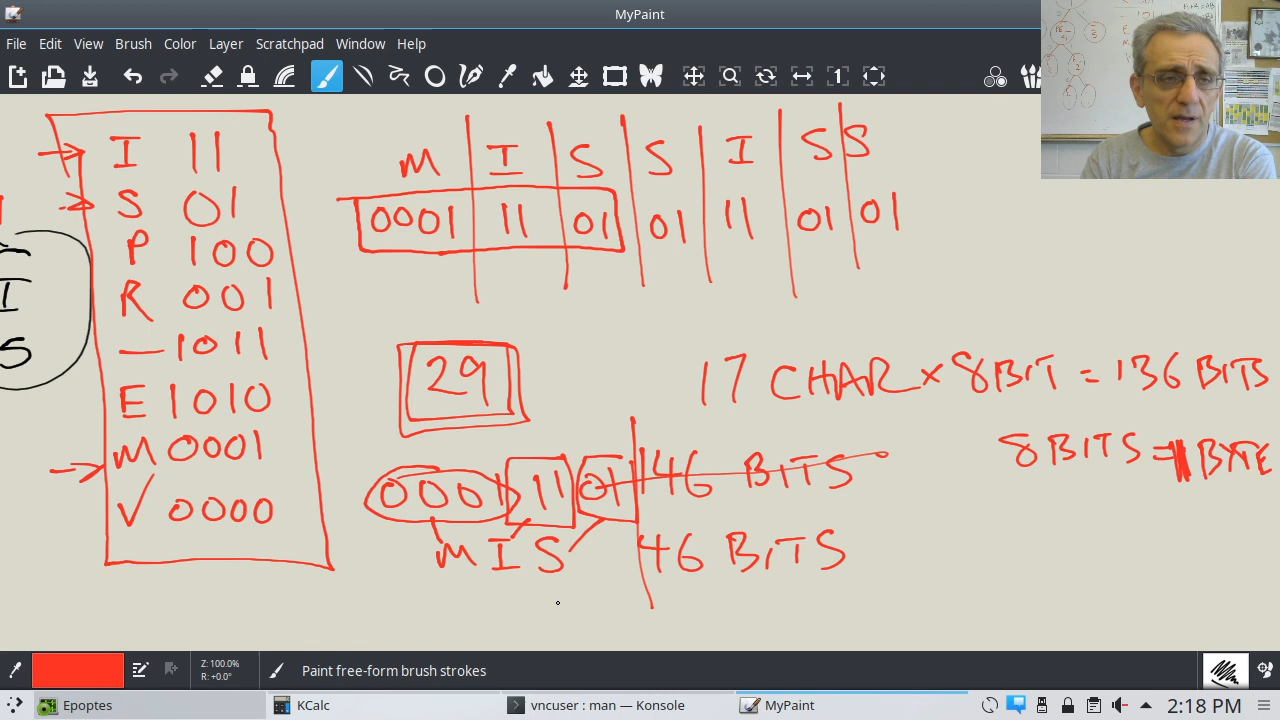 MyPaint
File Edit View Brush Color Layer Scratchpad Window Help
I 11
S 01
P 100
R 001
— 1011
E 1010
M 0001
V 0000
I
S
M I S S I S S
0001 11 01 01 11 01 01
29
17 CHAR × 8 BIT = 136 BITS
8 BITS = 1 BYTE
0001 11 01 146 BITS
M I S 46 BITS
Z: 100.0%
R: +0.0°
Paint free-form brush strokes
Epoptes KCalc vncuser : man — Konsole MyPaint 2:18 PM